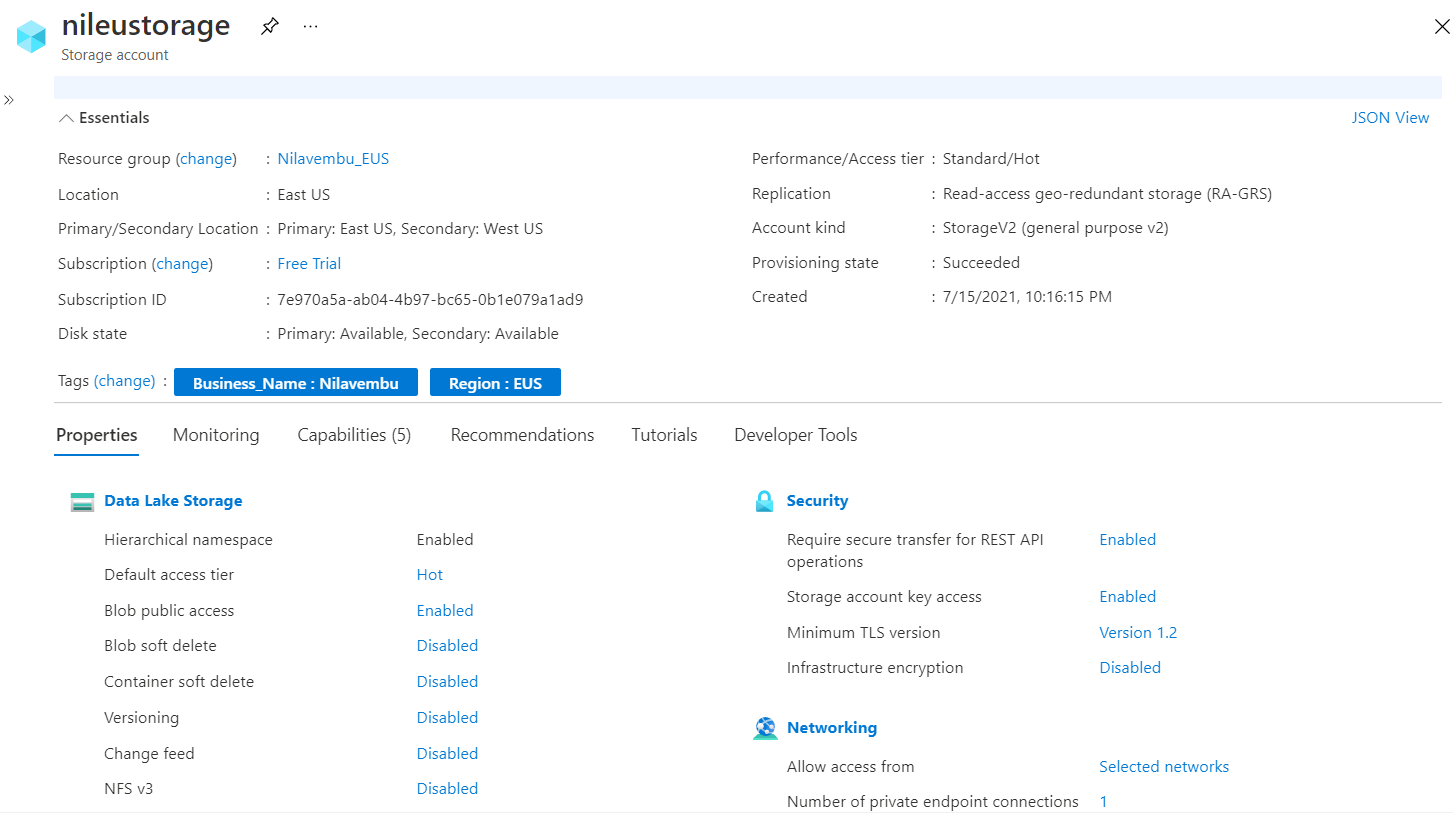 nileustorage
Storage account
Essentials
JSON View
Resource group (change) : Nilavembu_EUS
Location : East US
Primary/Secondary Location : Primary: East US, Secondary: West US
Subscription (change) : Free Trial
Subscription ID : 7e970a5a-ab04-4b97-bc65-0b1e079a1ad9
Disk state : Primary: Available, Secondary: Available
Performance/Access tier : Standard/Hot
Replication : Read-access geo-redundant storage (RA-GRS)
Account kind : StorageV2 (general purpose v2)
Provisioning state : Succeeded
Created : 7/15/2021, 10:16:15 PM
Tags (change) : Business_Name : Nilavembu Region : EUS
Properties Monitoring Capabilities (5) Recommendations Tutorials Developer Tools
Data Lake Storage
Hierarchical namespace Enabled
Default access tier Hot
Blob public access Enabled
Blob soft delete Disabled
Container soft delete Disabled
Versioning Disabled
Change feed Disabled
NFS v3 Disabled
Security
Require secure transfer for REST API Enabled
operations
Storage account key access Enabled
Minimum TLS version Version 1.2
Infrastructure encryption Disabled
Networking
Allow access from Selected networks
Number of private endpoint connections 1